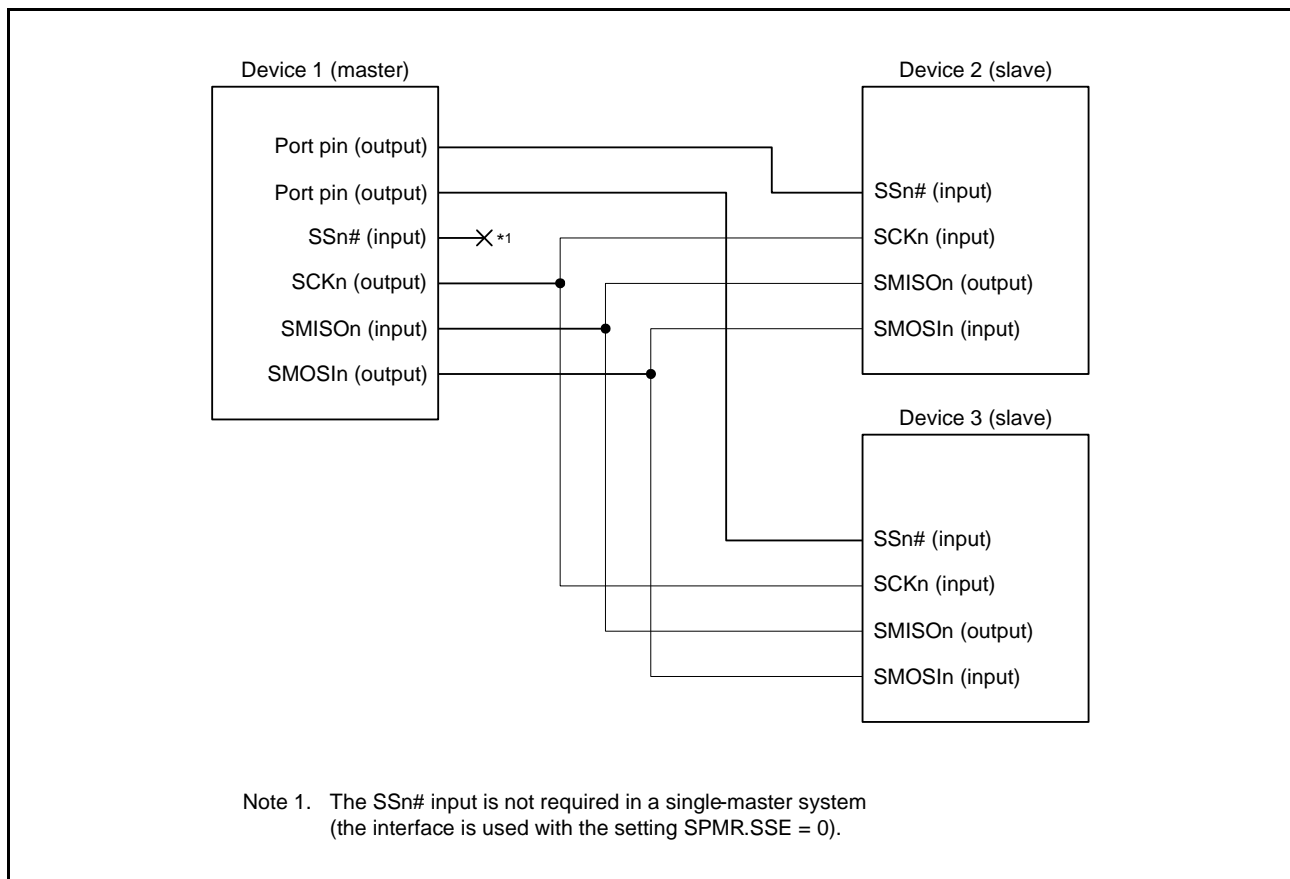 Device 1 (master)
Port pin (output)
Port pin (output)
SSn# (input)
*1
SCKn (output)
SMISOn (input)
SMOSIn (output)
Device 2 (slave)
SSn# (input)
SCKn (input)
SMISOn (output)
SMOSIn (input)
Device 3 (slave)
SSn# (input)
SCKn (input)
SMISOn (output)
SMOSIn (input)
Note 1. The SSn# input is not required in a single-master system
(the interface is used with the setting SPMR.SSE = 0).